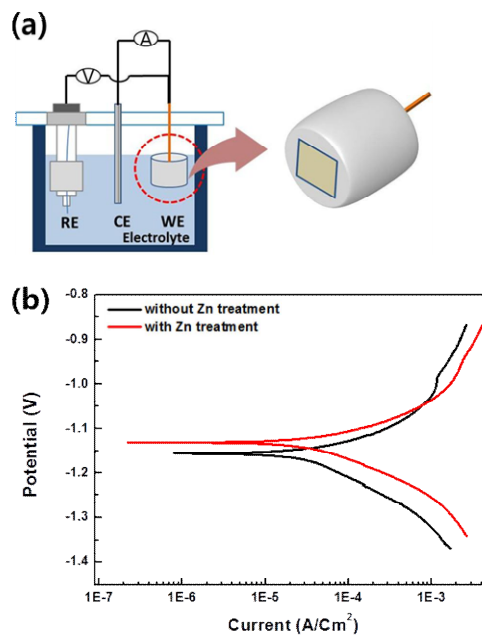 (a)
A
V
RE
CE
WE
Electrolyte
(b)
without Zn treatment
with Zn treatment
Potential (V)
-0.8
-0.9
-1.0
-1.1
-1.2
-1.3
-1.4
1E-7
1E-6
1E-5
1E-4
1E-3
Current (A/Cm²)